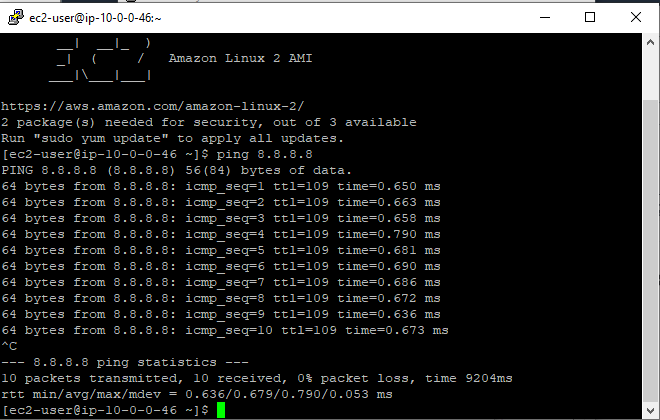 ec2-user@ip-10-0-0-46:~
__|  __|_  )
_|  (     /   Amazon Linux 2 AMI
___|\___|___|
https://aws.amazon.com/amazon-linux-2/
2 package(s) needed for security, out of 3 available
Run "sudo yum update" to apply all updates.
[ec2-user@ip-10-0-0-46 ~]$ ping 8.8.8.8
PING 8.8.8.8 (8.8.8.8) 56(84) bytes of data.
64 bytes from 8.8.8.8: icmp_seq=1 ttl=109 time=0.650 ms
64 bytes from 8.8.8.8: icmp_seq=2 ttl=109 time=0.663 ms
64 bytes from 8.8.8.8: icmp_seq=3 ttl=109 time=0.658 ms
64 bytes from 8.8.8.8: icmp_seq=4 ttl=109 time=0.790 ms
64 bytes from 8.8.8.8: icmp_seq=5 ttl=109 time=0.681 ms
64 bytes from 8.8.8.8: icmp_seq=6 ttl=109 time=0.690 ms
64 bytes from 8.8.8.8: icmp_seq=7 ttl=109 time=0.686 ms
64 bytes from 8.8.8.8: icmp_seq=8 ttl=109 time=0.672 ms
64 bytes from 8.8.8.8: icmp_seq=9 ttl=109 time=0.636 ms
64 bytes from 8.8.8.8: icmp_seq=10 ttl=109 time=0.673 ms
^C
--- 8.8.8.8 ping statistics ---
10 packets transmitted, 10 received, 0% packet loss, time 9204ms
rtt min/avg/max/mdev = 0.636/0.679/0.790/0.053 ms
[ec2-user@ip-10-0-0-46 ~]$